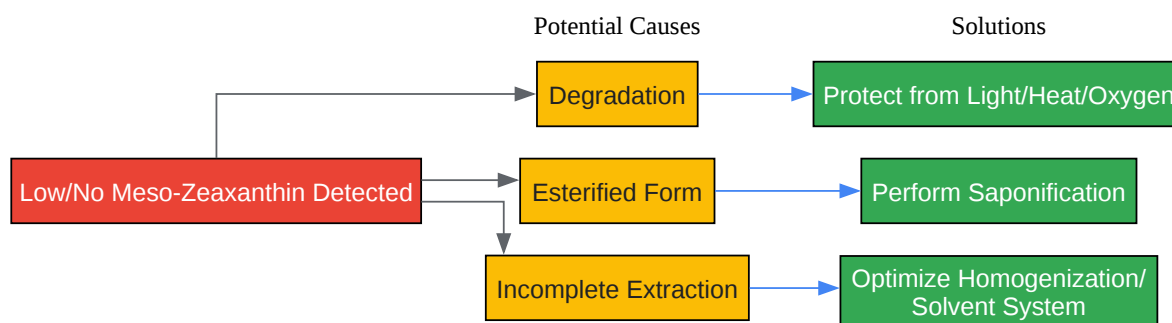 Potential Causes
Solutions
Degradation
Protect from Light/Heat/Oxygen
Low/No Meso-Zeaxanthin Detected
Esterified Form
Perform Saponification
Incomplete Extraction
Optimize Homogenization/
Solvent System